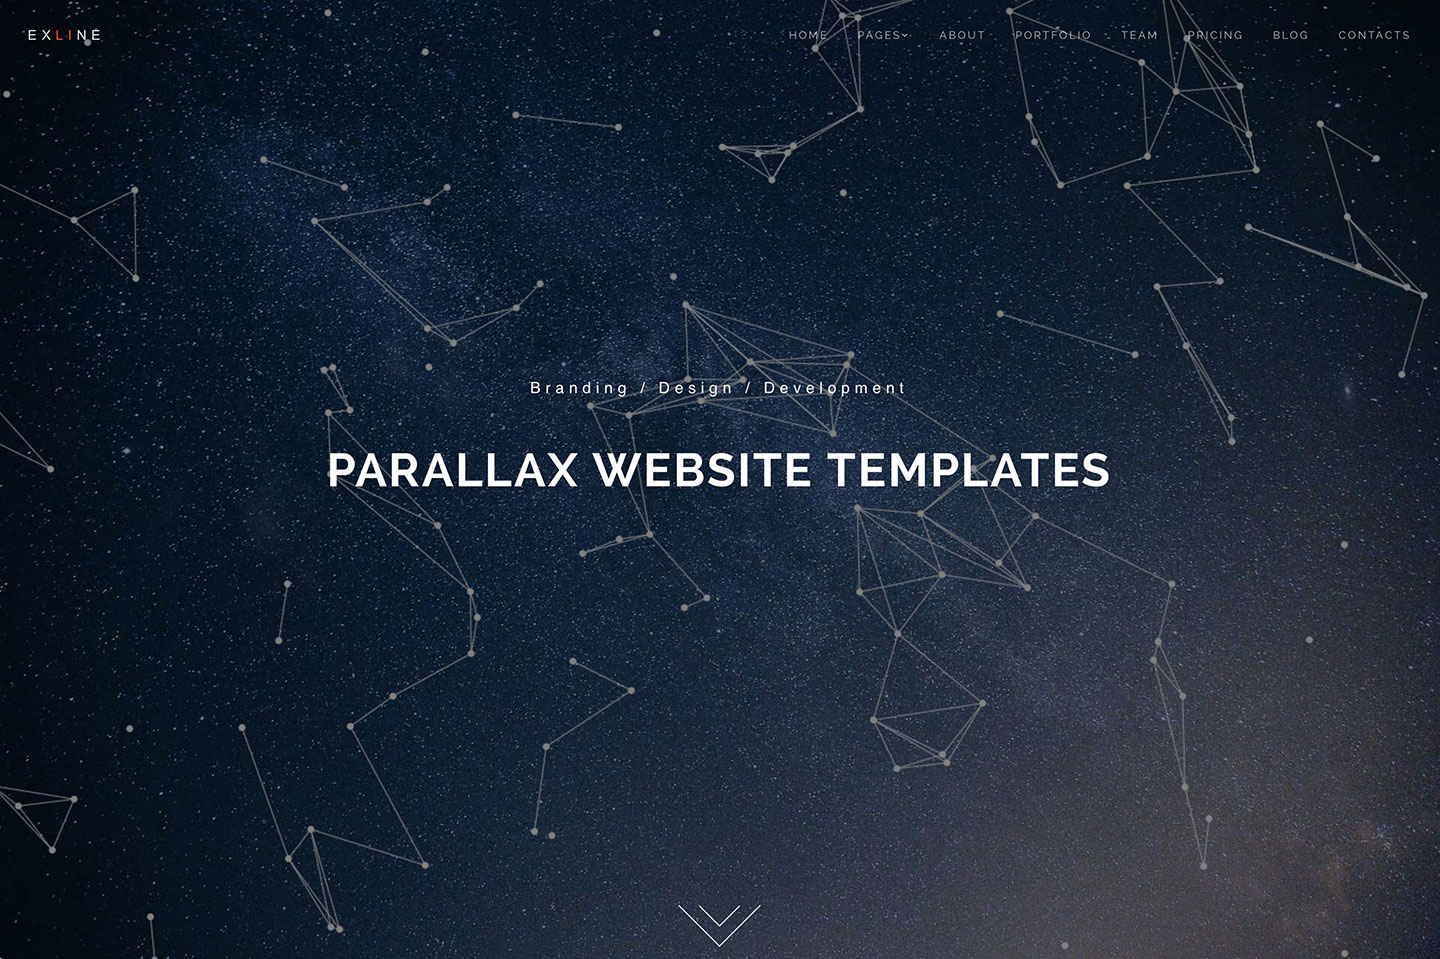 EXLINE
HOME PAGES ABOUT PORTFOLIO TEAM PRICING BLOG CONTACTS
Branding / Design / Development
PARALLAX WEBSITE TEMPLATES